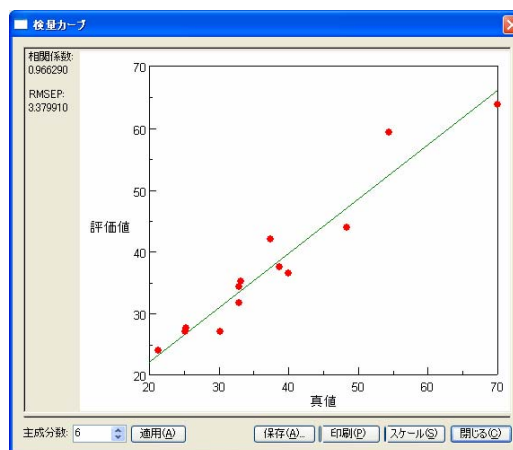 検量カーブ
相関係数:
0.966290
RMSEP:
3.379910
70
60
50
40
30
20
評価値
20
30
40
50
60
70
真値
主成分数: 6
適用(A)
保存(A)...
印刷(P)
スケール(S)
閉じる(C)